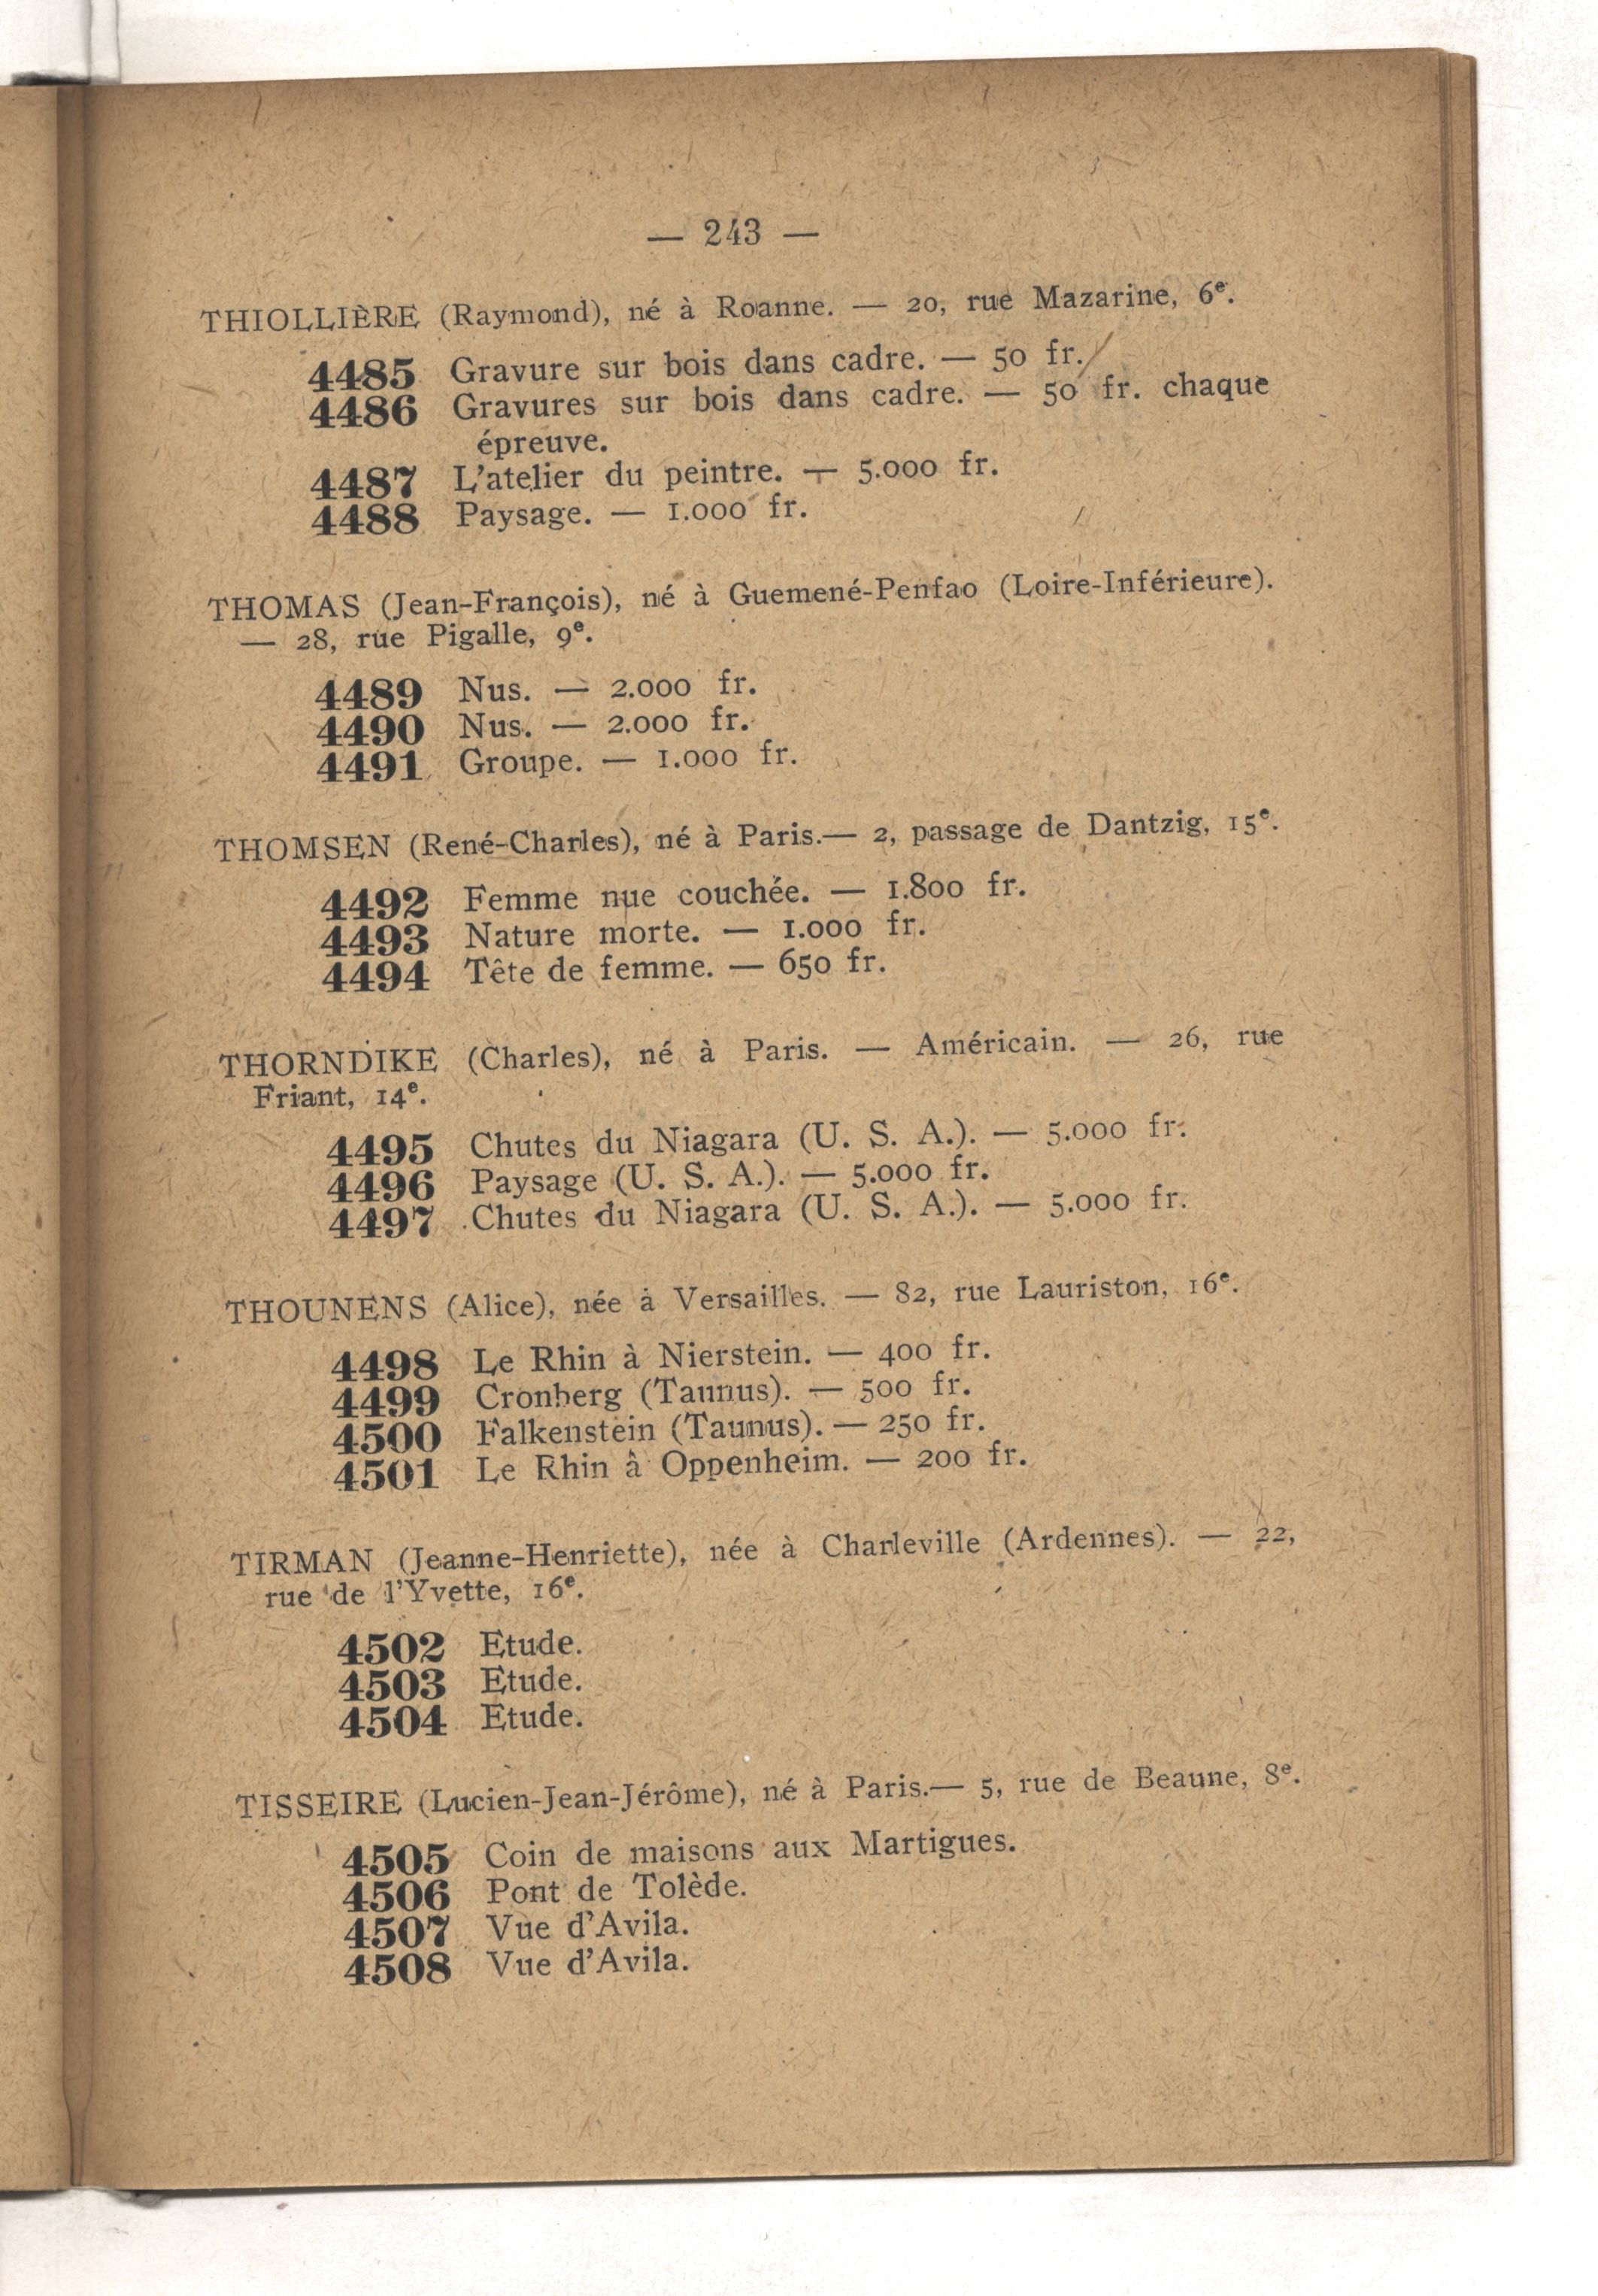 — 243 —
THIOLLIÈRE (Raymond), né à Roanne. — 20, rue Mazarine, 6e.
4485 Gravure sur bois dans cadre. — 50 fr.
4486 Gravures sur bois dans cadre. — 50 fr. chaque
épreuve.
4487 L'atelier du peintre. — 5.000 fr.
4488 Paysage. — 1.000 fr.
THOMAS (Jean-François), né à Guemené-Penfao (Loire-Inférieure).
— 28, rue Pigalle, 9e.
4489 Nus. — 2.000 fr.
4490 Nus. — 2.000 fr.
4491 Groupe. — 1.000 fr.
THOMSEN (René-Charles), né à Paris.— 2, passage de Dantzig, 15e.
4492 Femme nue couchée. — 1.800 fr.
4493 Nature morte. — 1.000 fr.
4494 Tête de femme. — 650 fr.
THORNDIKE (Charles), né à Paris. — Américain. — 26, rue
Friant, 14e.
4495 Chutes du Niagara (U. S. A.). — 5.000 fr.
4496 Paysage (U. S. A.). — 5.000 fr.
4497 Chutes du Niagara (U. S. A.). — 5.000 fr.
THOUNENS (Alice), née à Versailles. — 82, rue Lauriston, 16e.
4498 Le Rhin à Nierstein. — 400 fr.
4499 Cronberg (Taunus). — 500 fr.
4500 Falkenstein (Taunus). — 250 fr.
4501 Le Rhin à Oppenheim. — 200 fr.
TIRMAN (Jeanne-Henriette), née à Charleville (Ardennes). — 22,
rue de l'Yvette, 16e.
4502 Etude.
4503 Etude.
4504 Etude.
TISSEIRE (Lucien-Jean-Jérôme), né à Paris.— 5, rue de Beaune, 8e.
4505 Coin de maisons aux Martigues.
4506 Pont de Tolède.
4507 Vue d'Avila.
4508 Vue d'Avila.